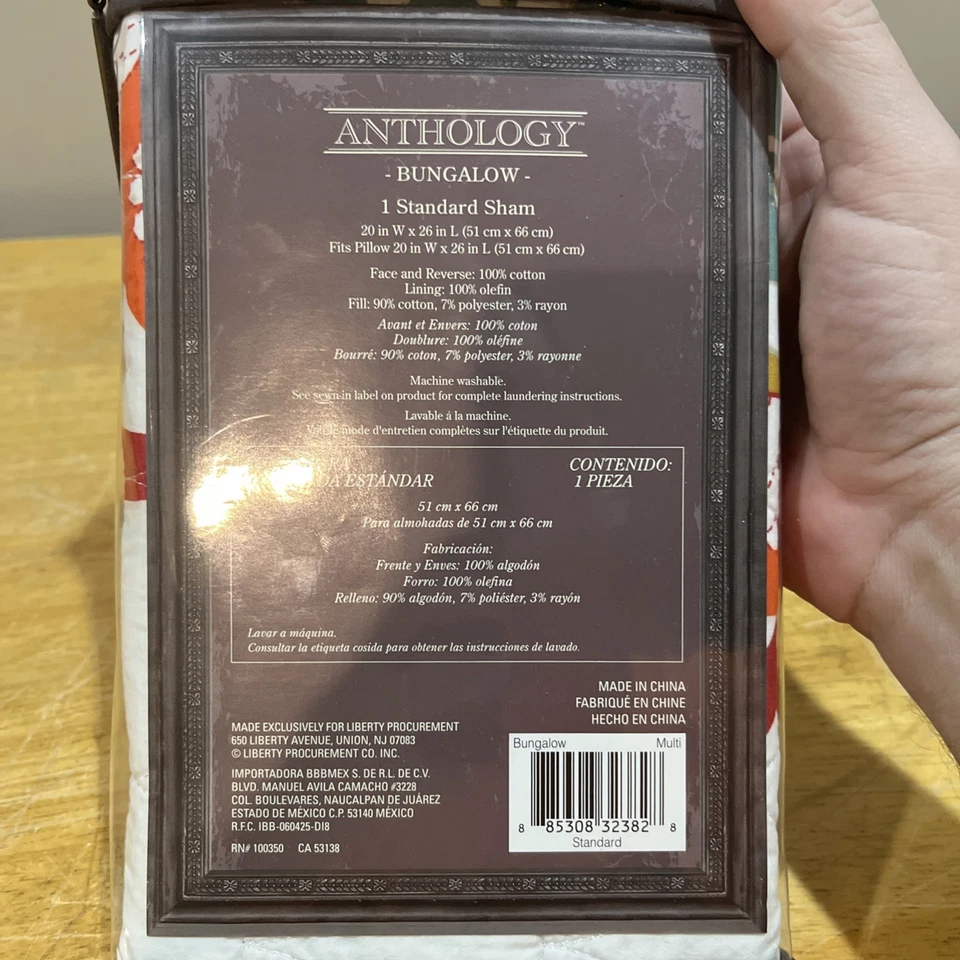 ANTHOLOGY™
- BUNGALOW -
1 Standard Sham
20 in W x 26 in L (51 cm x 66 cm)
Fits Pillow 20 in W x 26 in L (51 cm x 66 cm)
Face and Reverse: 100% cotton
Lining: 100% olefin
Fill: 90% cotton, 7% polyester, 3% rayon
Avant et Envers: 100% coton
Doublure: 100% oléfine
Bourré: 90% coton, 7% polyester, 3% rayonne
Machine washable.
See sewn-in label on product for complete laundering instructions.
Lavable á la machine.
mode d'entretien complètes sur l'étiquette du produit.
ESTÁNDAR
CONTENIDO:
1 PIEZA
51 cm x 66 cm
Para almohadas de 51 cm x 66 cm
Fabricación:
Frente y Enves: 100% algodón
Forro: 100% olefina
Relleno: 90% algodón, 7% poliéster, 3% rayón
Lavar a máquina.
Consultar la etiqueta cosida para obtener las instrucciones de lavado.
MADE IN CHINA
FABRIQUÉ EN CHINE
HECHO EN CHINA
MADE EXCLUSIVELY FOR LIBERTY PROCUREMENT
650 LIBERTY AVENUE, UNION, NJ 07083
© LIBERTY PROCUREMENT CO. INC.
IMPORTADORA BBBMEX S. DE R.L. DE C.V.
BLVD. MANUEL AVILA CAMACHO #3228
COL. BOULEVARES, NAUCALPAN DE JUÁREZ
ESTADO DE MÉXICO C.P. 53140 MÉXICO
R.F.C. IBB-060425-DI8
RN# 100350 CA 53138
Bungalow Multi
8 85308 32382 8
Standard